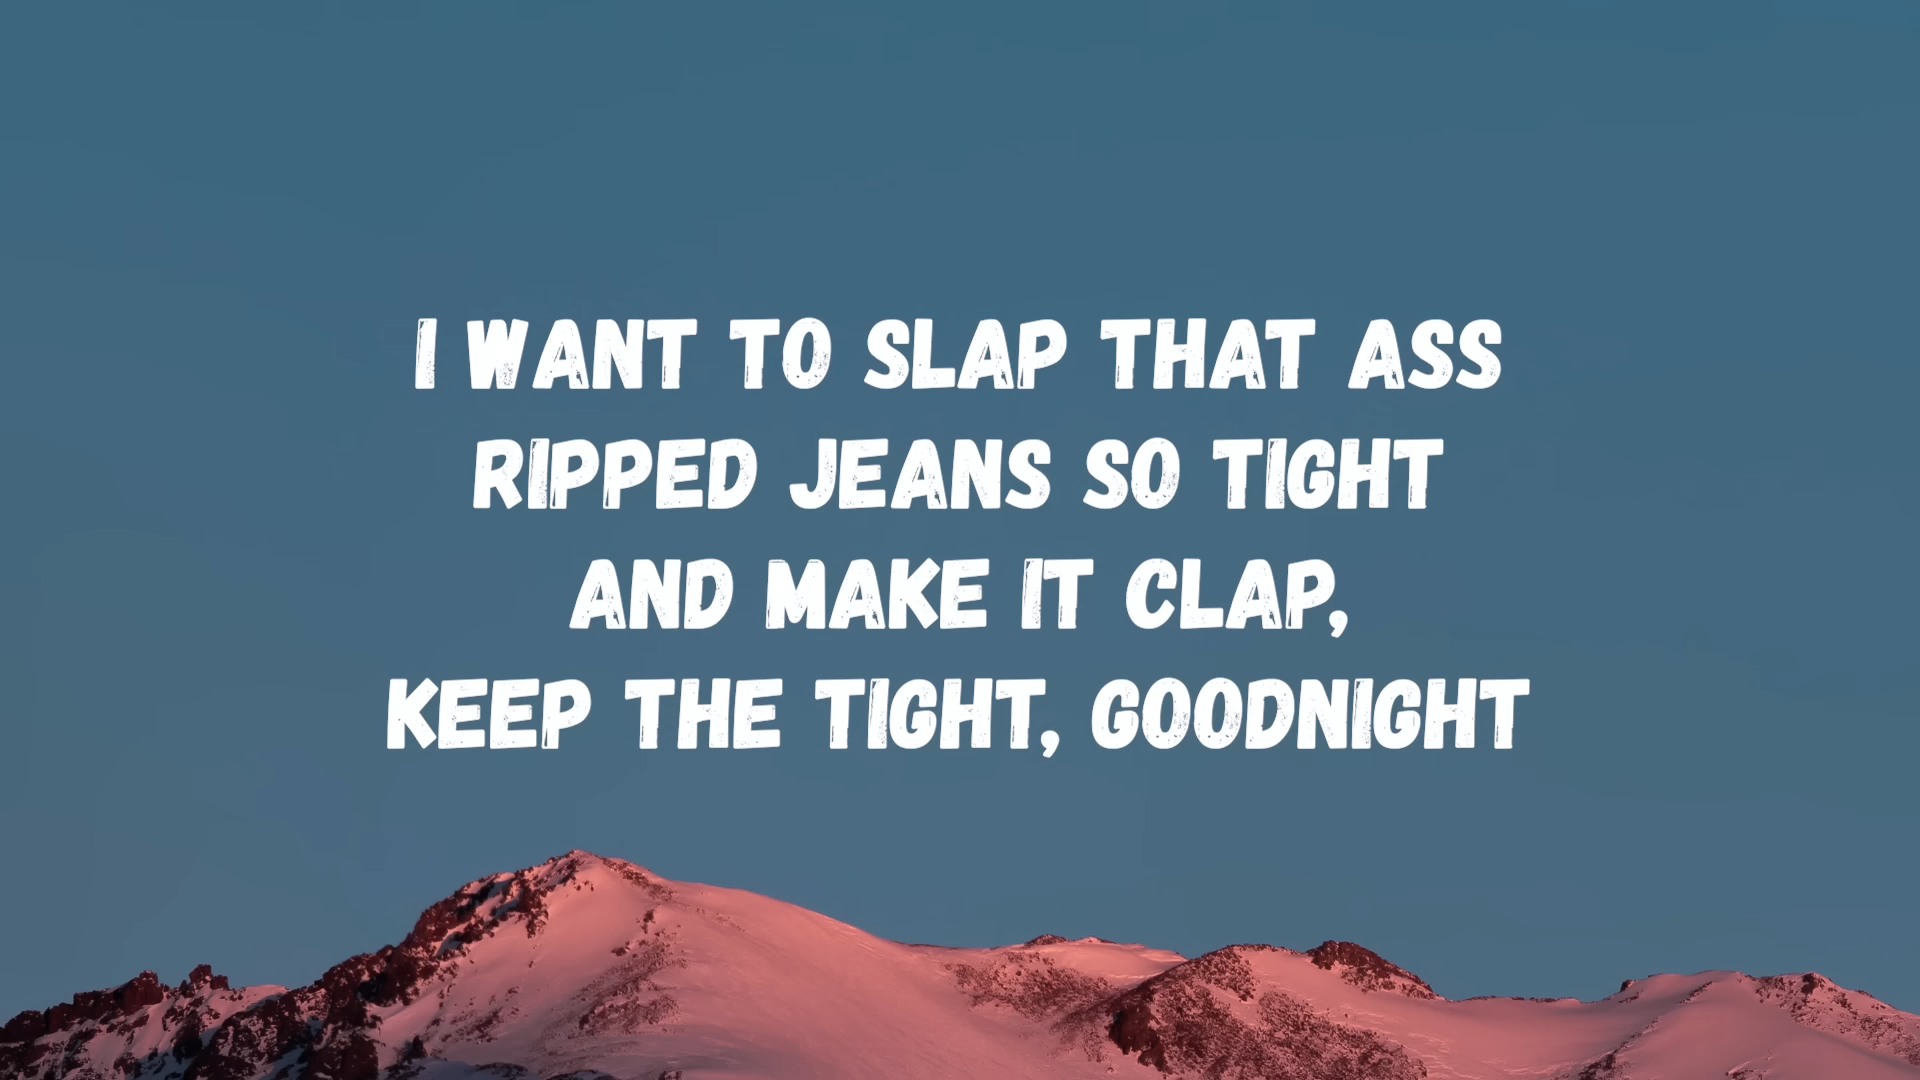 I WANT TO SLAP THAT ASS
RIPPED JEANS SO TIGHT
AND MAKE IT CLAP,
KEEP THE TIGHT, GOODNIGHT